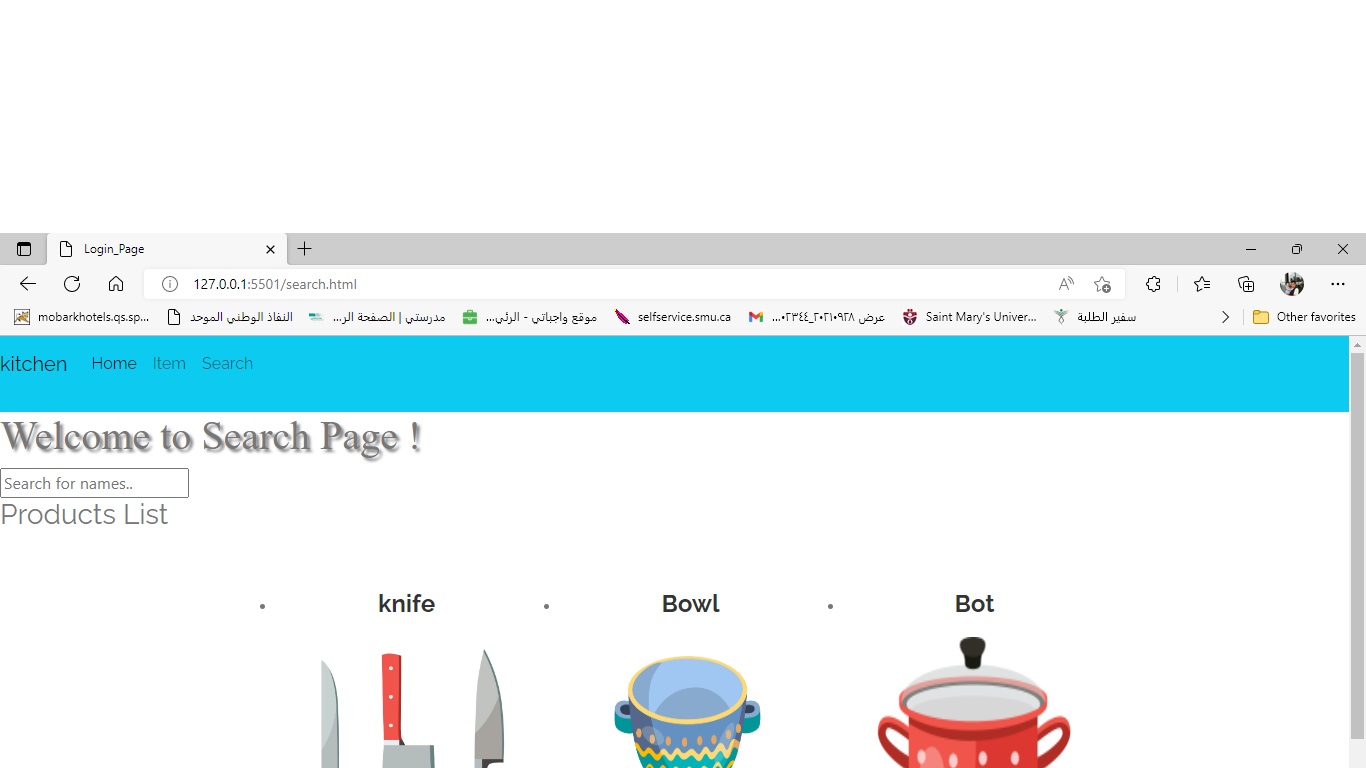 Login_Page
127.0.0.1:5501/search.html
mobarkhotels.qs.sp...
النفاذ الوطني الموحد
مدرستي | الصفحة الر...
موقع واجباتي - الرئي...
selfservice.smu.ca
عرض ٢٠٢١٠٩٢٨_٠٢٣٤٤...
Saint Mary's Univer...
سفير الطلبة
Other favorites
kitchen Home Item Search
Welcome to Search Page !
Search for names..
Products List
knife Bowl Bot